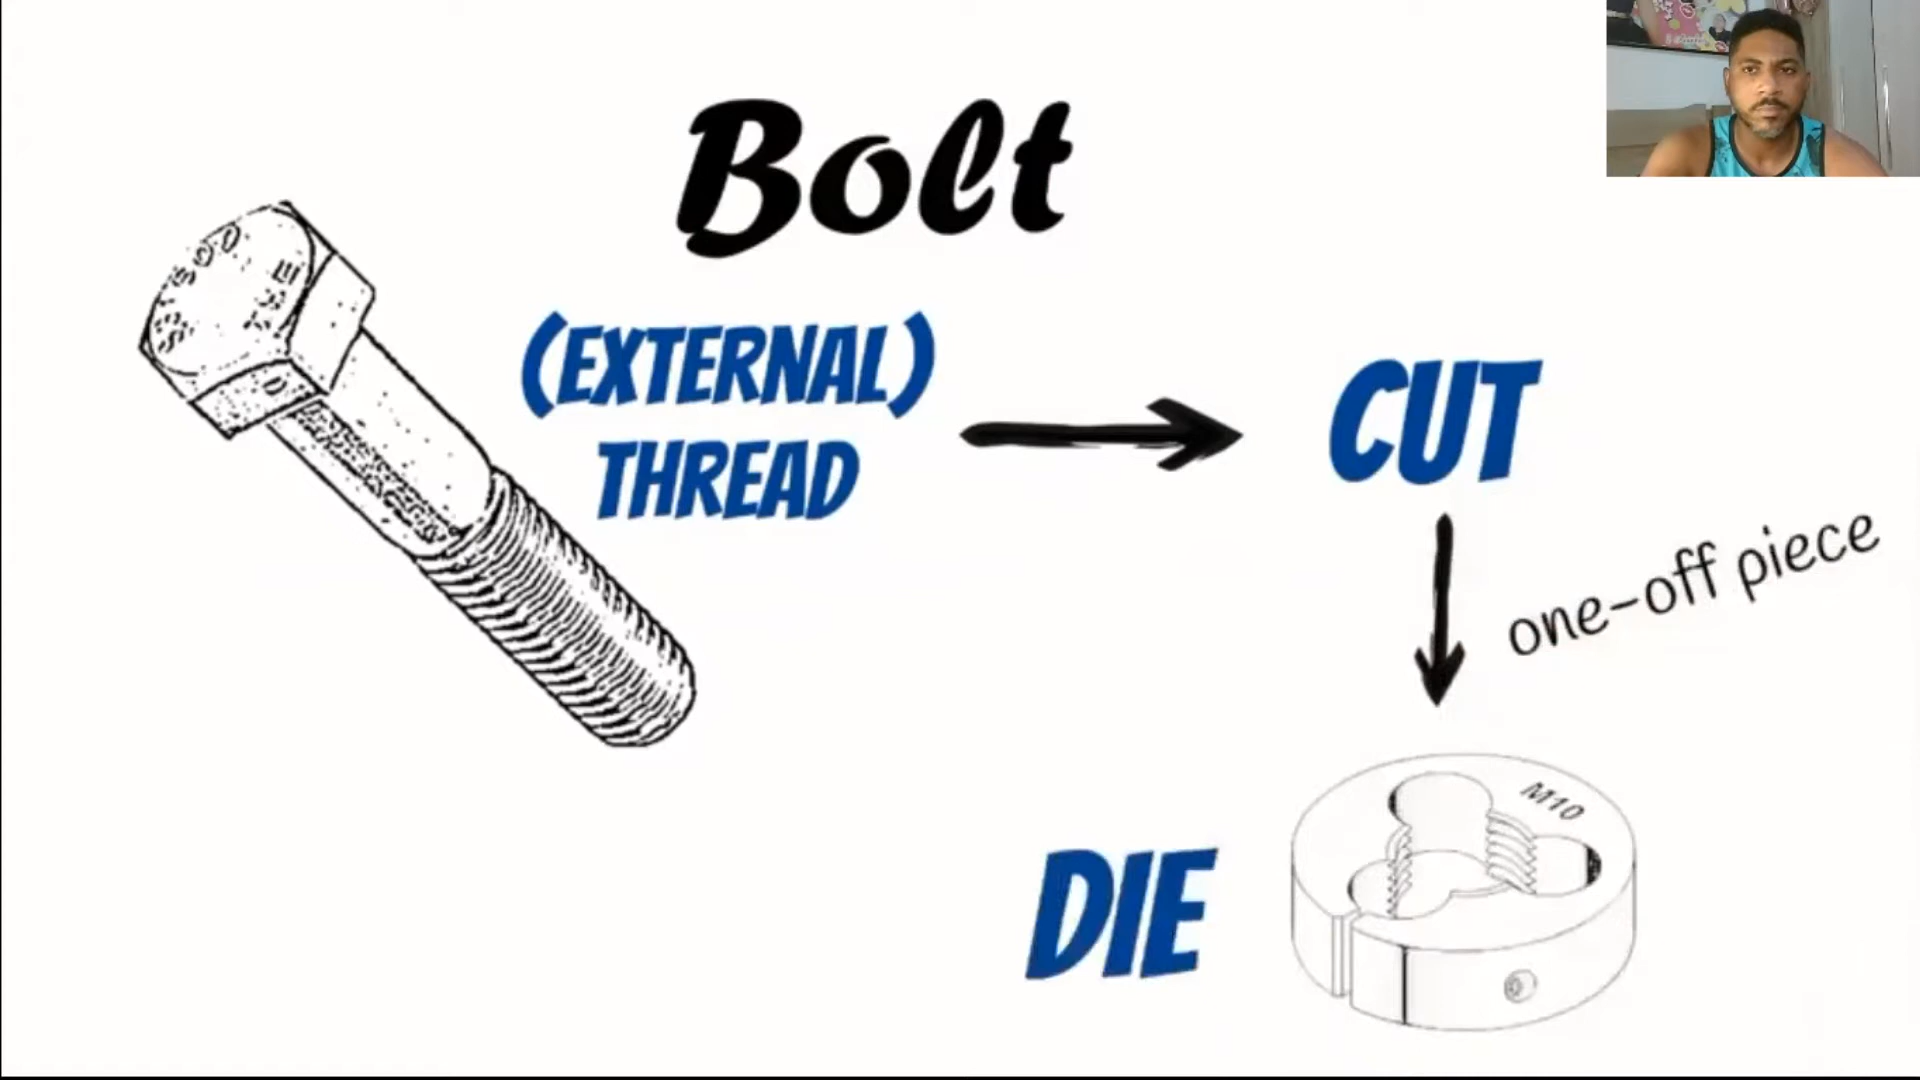 Bolt
(EXTERNAL)
THREAD
CUT
one-off piece
M10
DIE